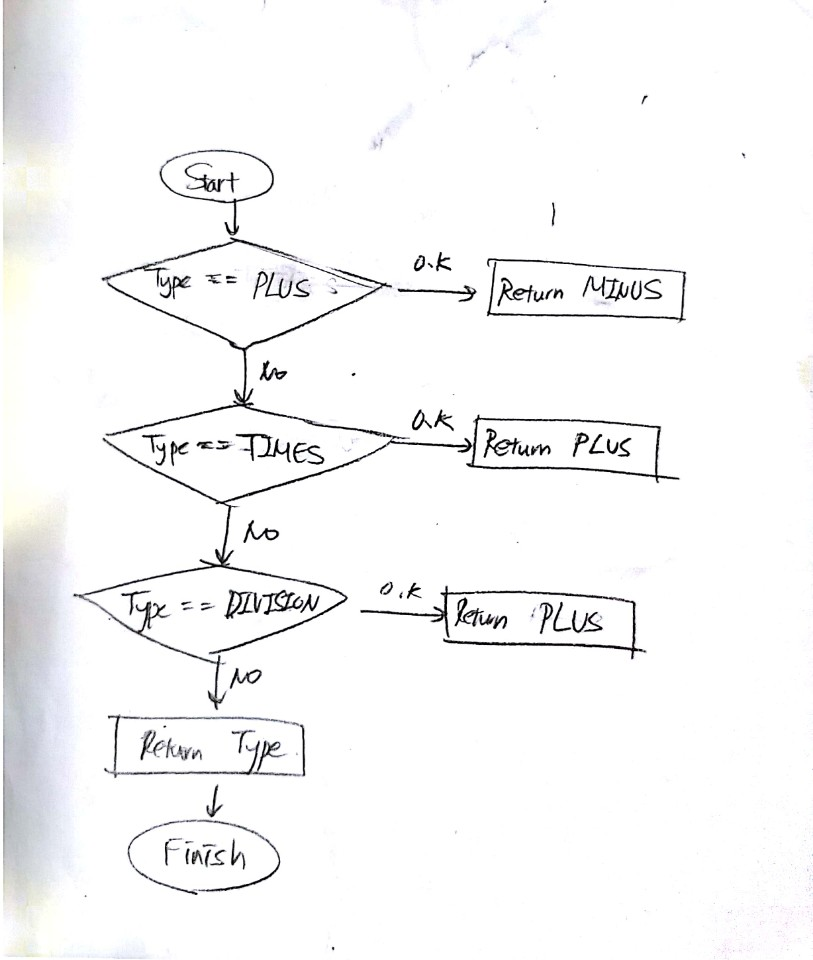 Start
Type == PLUS
O.K
Return MINUS
No
Type == TIMES
O.K
Return PLUS
NO
Type == DIVISION
O.K
Return PLUS
NO
Return Type
Finish